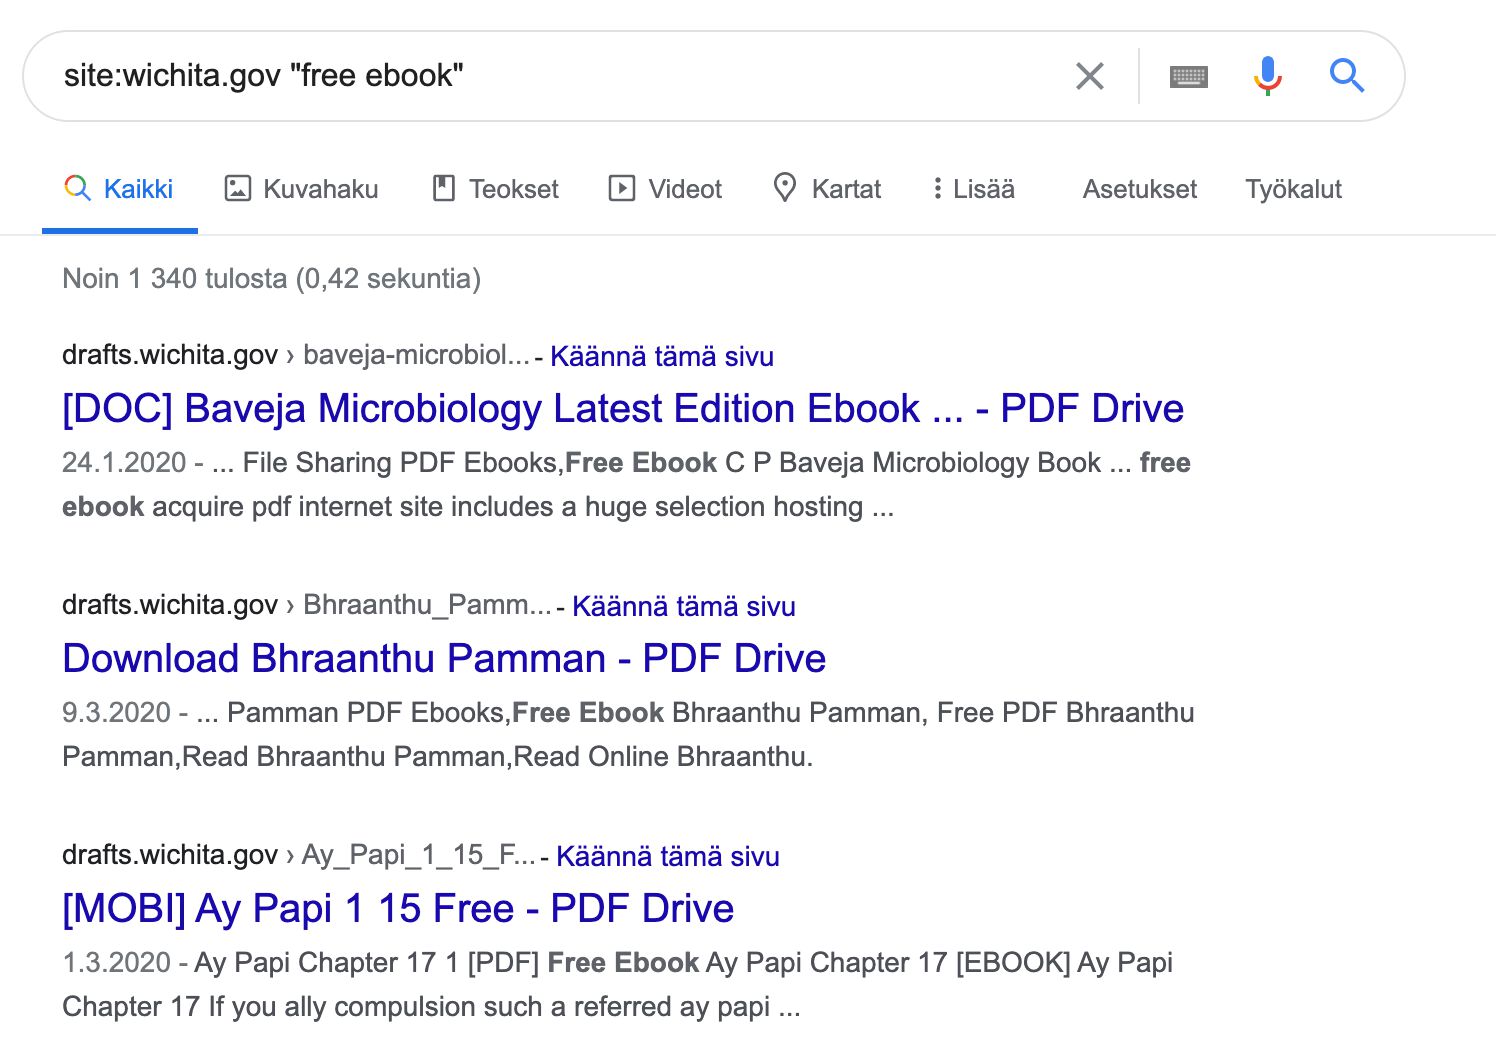 site:wichita.gov "free ebook"
Kaikki Kuvahaku Teokset Videot Kartat Lisää Asetukset Työkalut
Noin 1 340 tulosta (0,42 sekuntia)
drafts.wichita.gov › baveja-microbiol... - Käännä tämä sivu
[DOC] Baveja Microbiology Latest Edition Ebook ... - PDF Drive
24.1.2020 - ... File Sharing PDF Ebooks,Free Ebook C P Baveja Microbiology Book ... free
ebook acquire pdf internet site includes a huge selection hosting ...
drafts.wichita.gov › Bhraanthu_Pamm... - Käännä tämä sivu
Download Bhraanthu Pamman - PDF Drive
9.3.2020 - ... Pamman PDF Ebooks,Free Ebook Bhraanthu Pamman, Free PDF Bhraanthu
Pamman,Read Bhraanthu Pamman,Read Online Bhraanthu.
drafts.wichita.gov › Ay_Papi_1_15_F... - Käännä tämä sivu
[MOBI] Ay Papi 1 15 Free - PDF Drive
1.3.2020 - Ay Papi Chapter 17 1 [PDF] Free Ebook Ay Papi Chapter 17 [EBOOK] Ay Papi
Chapter 17 If you ally compulsion such a referred ay papi ...